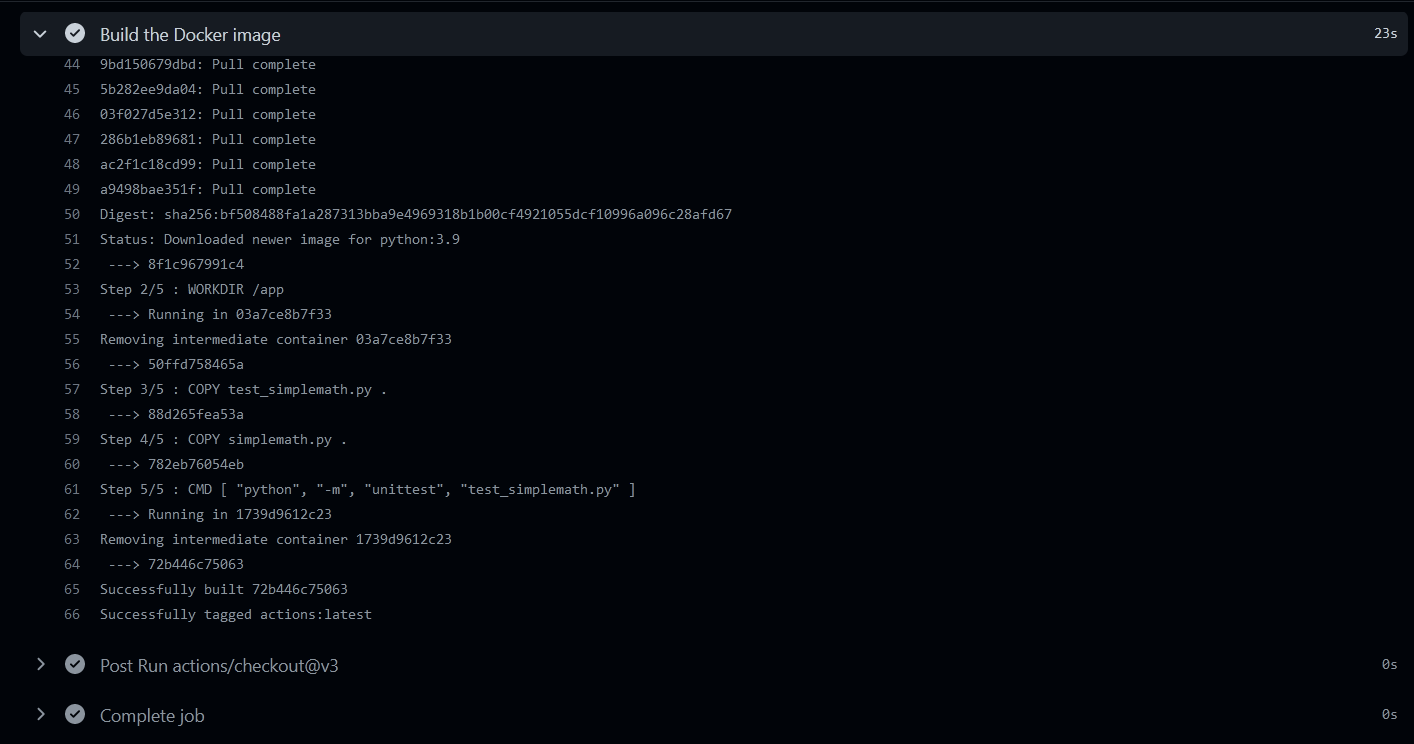 Build the Docker image 23s
44 9bd150679dbd: Pull complete
45 5b282ee9da04: Pull complete
46 03f027d5e312: Pull complete
47 286b1eb89681: Pull complete
48 ac2f1c18cd99: Pull complete
49 a9498bae351f: Pull complete
50 Digest: sha256:bf508488fa1a287313bba9e4969318b1b00cf4921055dcf10996a096c28afd67
51 Status: Downloaded newer image for python:3.9
52 ---> 8f1c967991c4
53 Step 2/5 : WORKDIR /app
54 ---> Running in 03a7ce8b7f33
55 Removing intermediate container 03a7ce8b7f33
56 ---> 50ffd758465a
57 Step 3/5 : COPY test_simplemath.py .
58 ---> 88d265fea53a
59 Step 4/5 : COPY simplemath.py .
60 ---> 782eb76054eb
61 Step 5/5 : CMD [ "python", "-m", "unittest", "test_simplemath.py" ]
62 ---> Running in 1739d9612c23
63 Removing intermediate container 1739d9612c23
64 ---> 72b446c75063
65 Successfully built 72b446c75063
66 Successfully tagged actions:latest
Post Run actions/checkout@v3 0s
Complete job 0s